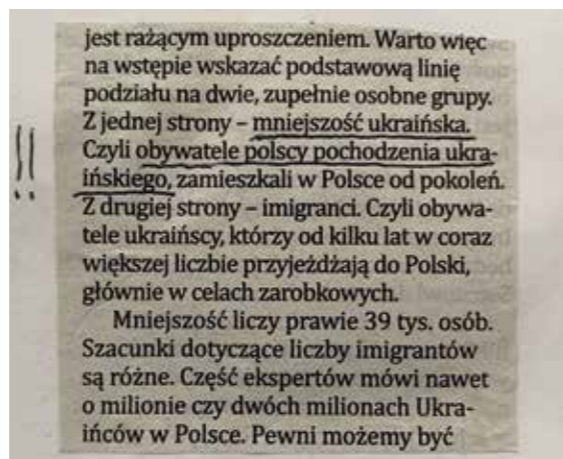 jest rażącym uproszczeniem. Warto więc
na wstępie wskazać podstawową linię
podziału na dwie, zupełnie osobne grupy.
Z jednej strony – mniejszość ukraińska.
!! Czyli obywatele polscy pochodzenia ukra-
ińskiego, zamieszkali w Polsce od pokoleń.
Z drugiej strony – imigranci. Czyli obywa-
tele ukraińscy, którzy od kilku lat w coraz
większej liczbie przyjeżdżają do Polski,
głównie w celach zarobkowych.
Mniejszość liczy prawie 39 tys. osób.
Szacunki dotyczące liczby imigrantów
są różne. Część ekspertów mówi nawet
o milionie czy dwóch milionach Ukra-
ińców w Polsce. Pewni możemy być